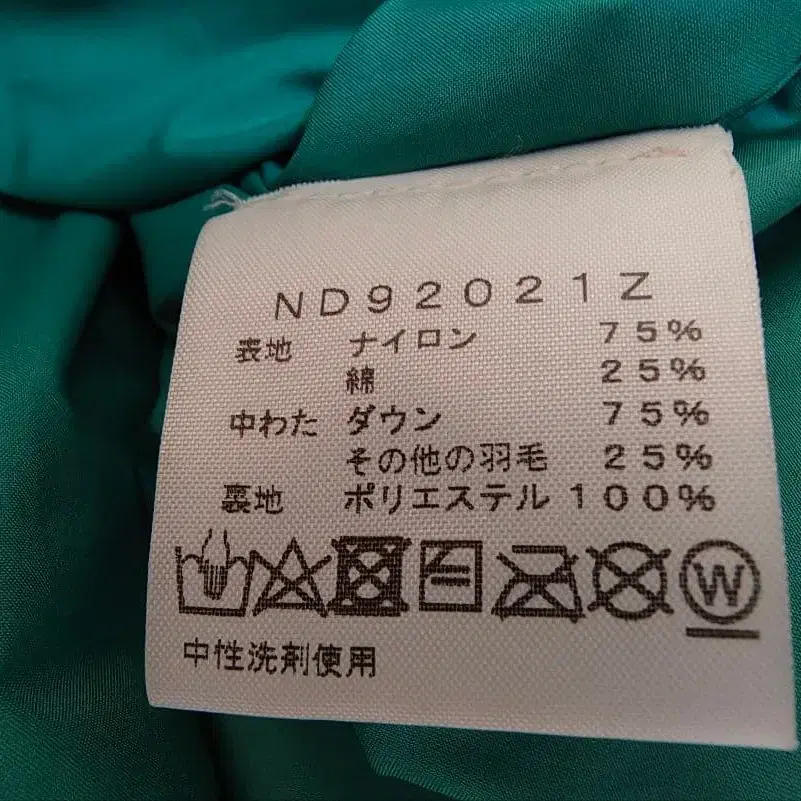 ND92021Z
表地 ナイロン 75%
綿 25%
中わた ダウン 75%
その他の羽毛 25%
裏地 ポリエステル 100%
W
中性洗剤使用